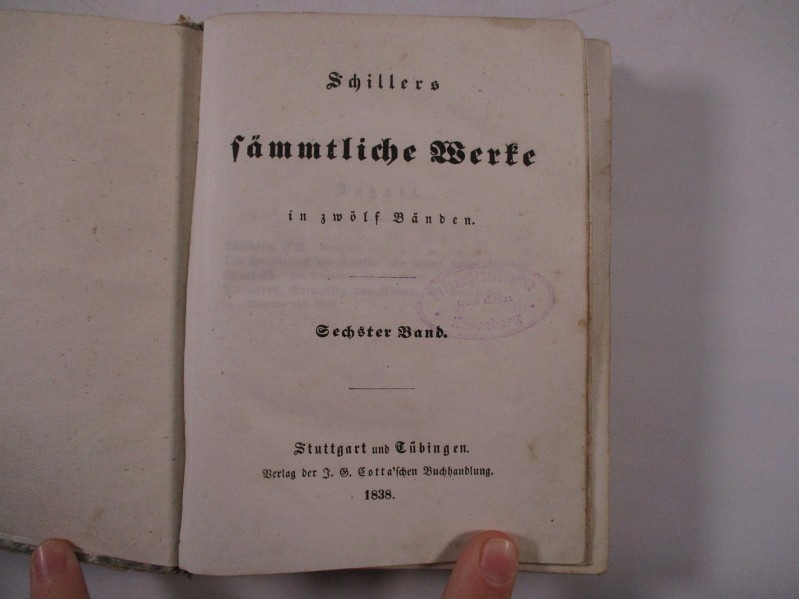 Schillers
sämmtliche Werke
in zwölf Bänden.
Sechster Band.
Stuttgart und Tübingen.
Verlag der J. G. Cotta'schen Buchhandlung.
1838.